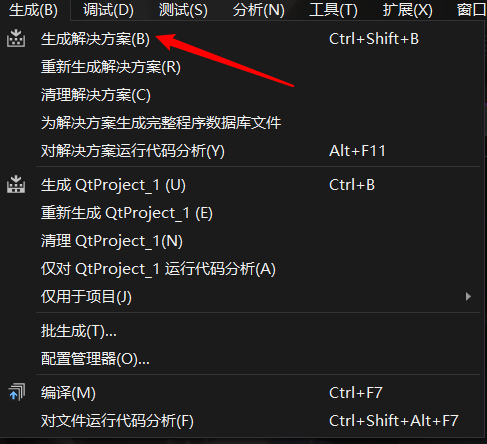 生成(B) 调试(D) 测试(S) 分析(N) 工具(T) 扩展(X) 窗口
生成解决方案(B) Ctrl+Shift+B
重新生成解决方案(R)
清理解决方案(C)
为解决方案生成完整程序数据库文件
对解决方案运行代码分析(Y) Alt+F11
生成 QtProject_1 (U) Ctrl+B
重新生成 QtProject_1 (E)
清理 QtProject_1(N)
仅对 QtProject_1 运行代码分析(A)
仅用于项目(J)
批生成(T)...
配置管理器(O)...
编译(M) Ctrl+F7
对文件运行代码分析(F) Ctrl+Shift+Alt+F7